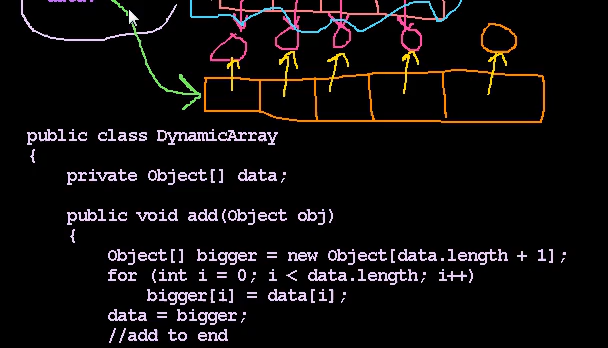 data:
public class DynamicArray
{
private Object[] data;
public void add(Object obj)
{
Object[] bigger = new Object[data.length + 1];
for (int i = 0; i < data.length; i++)
bigger[i] = data[i];
data = bigger;
//add to end